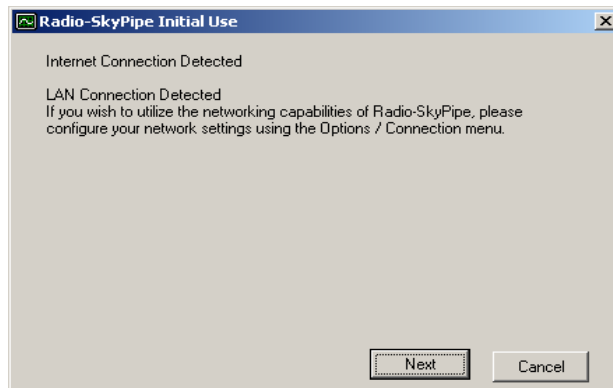 Radio-SkyPipe Initial Use
Internet Connection Detected
LAN Connection Detected
If you wish to utilize the networking capabilities of Radio-SkyPipe, please
configure your network settings using the Options / Connection menu.
Next
Cancel